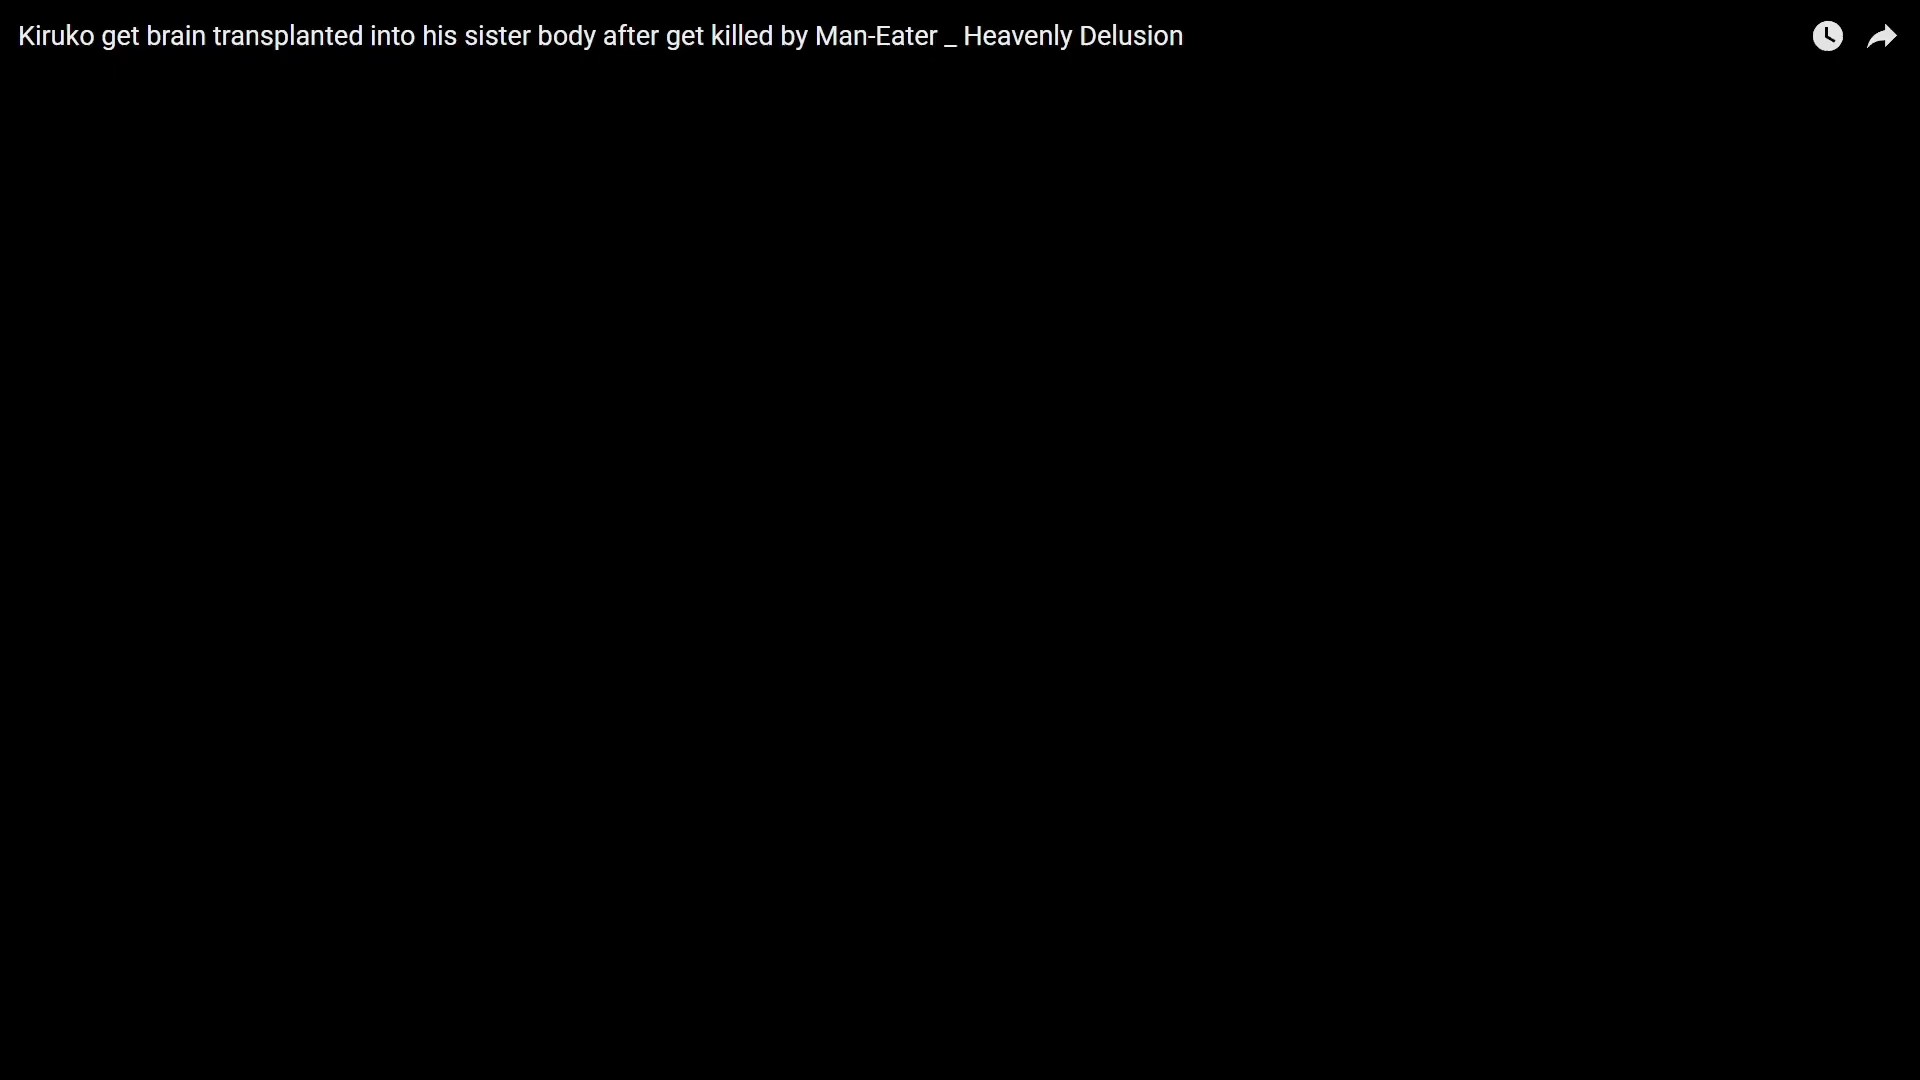 Kiruko get brain transplanted into his sister body after get killed by Man-Eater _ Heavenly Delusion